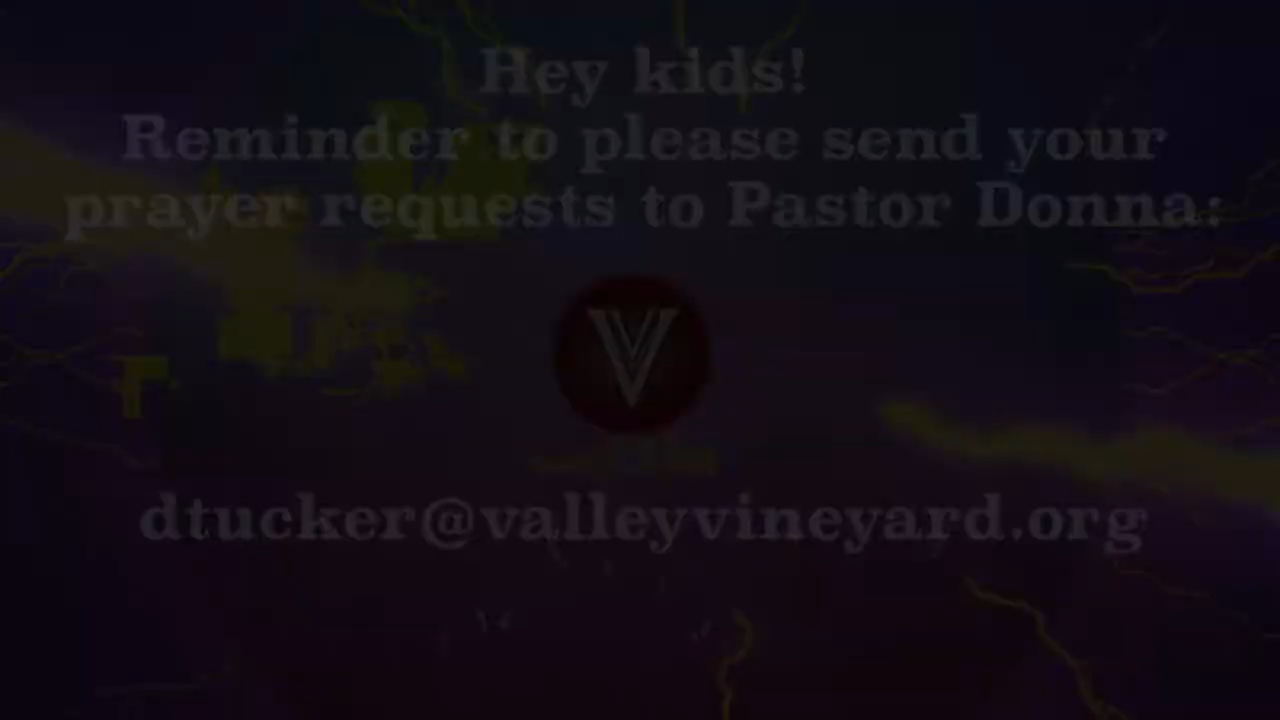 Hey kids!
Reminder to please send your
prayer requests to Pastor Donna:
V
dtucker@valleyvineyard.org